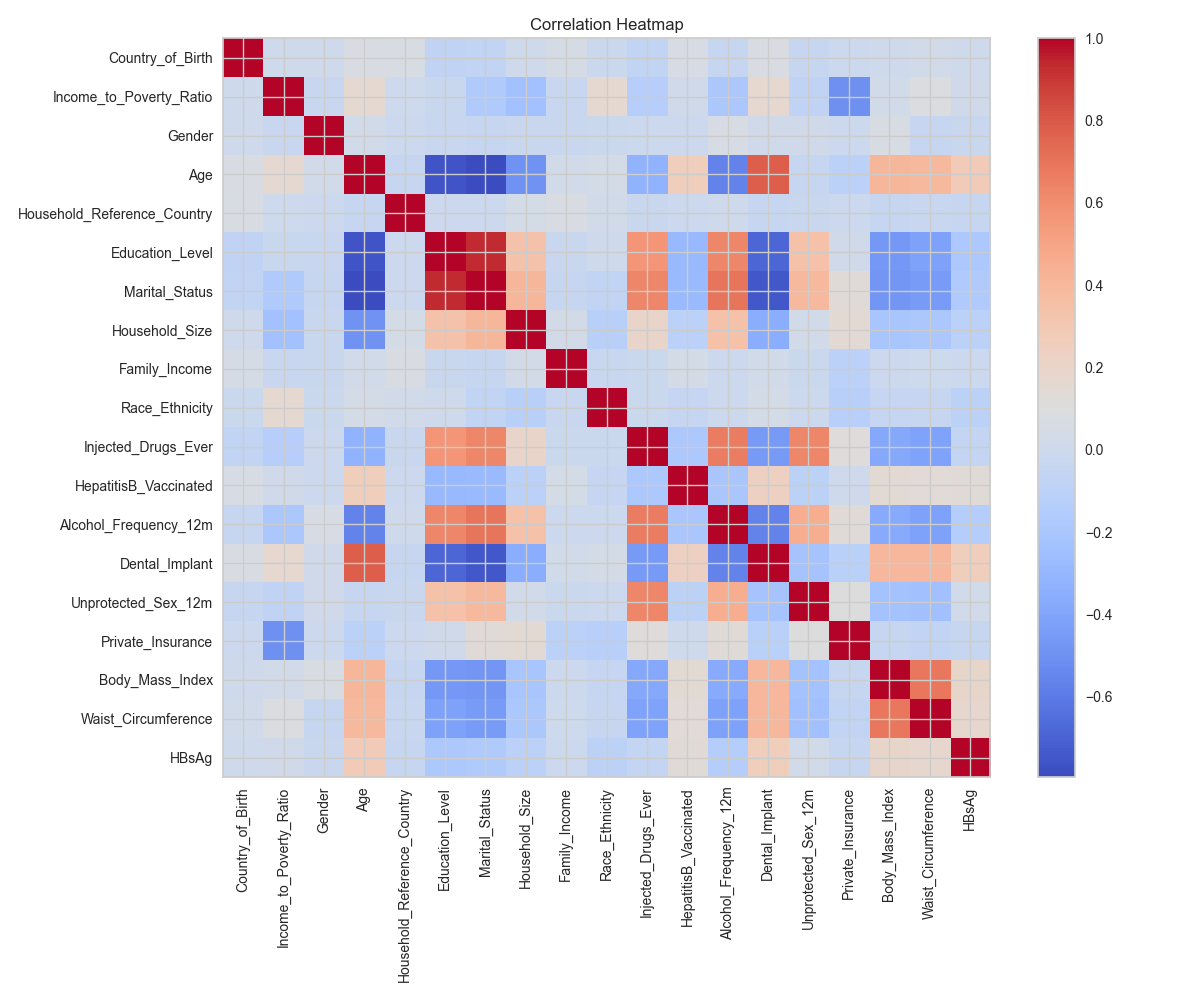 Correlation Heatmap
Country_of_Birth
Income_to_Poverty_Ratio
Gender
Age
Household_Reference_Country
Education_Level
Marital_Status
Household_Size
Family_Income
Race_Ethnicity
Injected_Drugs_Ever
HepatitisB_Vaccinated
Alcohol_Frequency_12m
Dental_Implant
Unprotected_Sex_12m
Private_Insurance
Body_Mass_Index
Waist_Circumference
HBsAg
Country_of_Birth
Income_to_Poverty_Ratio
Gender
Age
Household_Reference_Country
Education_Level
Marital_Status
Household_Size
Family_Income
Race_Ethnicity
Injected_Drugs_Ever
HepatitisB_Vaccinated
Alcohol_Frequency_12m
Dental_Implant
Unprotected_Sex_12m
Private_Insurance
Body_Mass_Index
Waist_Circumference
HBsAg
1.0
0.8
0.6
0.4
0.2
0.0
−0.2
−0.4
−0.6